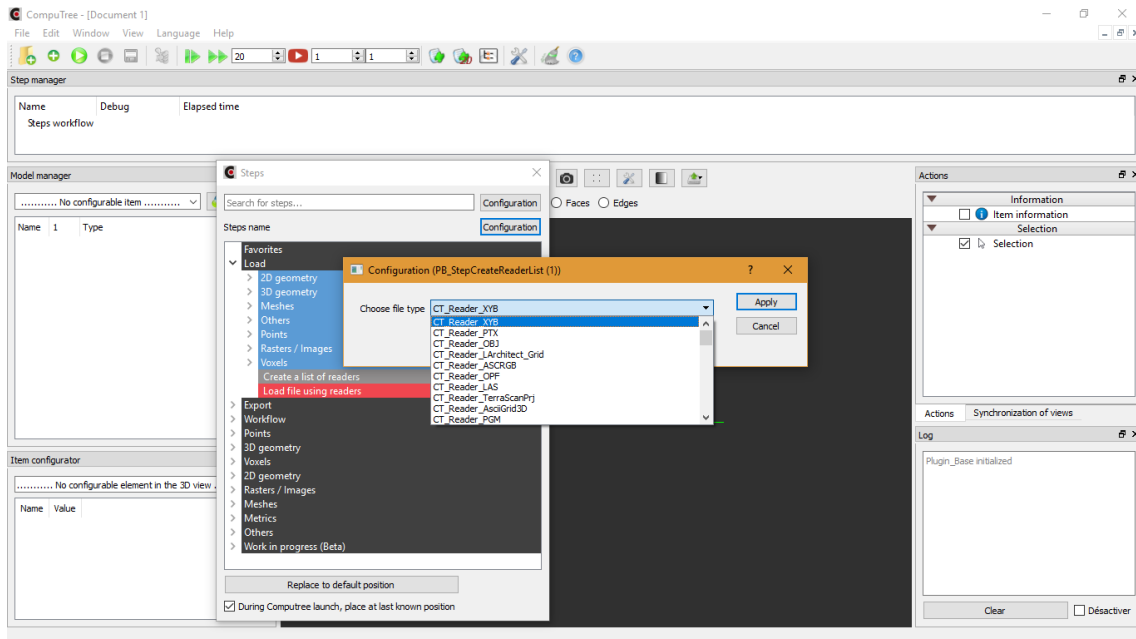 CompuTree - [Document 1]
File Edit Window View Language Help
20 1 1
Step manager
Name Debug Elapsed time
Steps workflow
Model manager
........... No configurable item ...........
Name 1 Type
Item configurator
........... No configurable element in the 3D view .
Name Value
Steps
Search for steps... Configuration
Steps name Configuration
Favorites
Load
2D geometry
3D geometry
Meshes
Others
Points
Rasters / Images
Voxels
Create a list of readers
Load file using readers
Export
Workflow
Points
3D geometry
Voxels
2D geometry
Rasters / Images
Meshes
Metrics
Others
Work in progress (Beta)
Replace to default position
During Computree launch, place at last known position
Faces Edges
Configuration (PB_StepCreateReaderList (1)) ?
Choose file type CT_Reader_XYB Apply
Cancel
CT_Reader_XYB
CT_Reader_PTX
CT_Reader_OBJ
CT_Reader_LArchitect_Grid
CT_Reader_ASCRGB
CT_Reader_OPF
CT_Reader_LAS
CT_Reader_TerraScanPrj
CT_Reader_AsciiGrid3D
CT_Reader_PGM
Actions
Information
Item information
Selection
Selection
Actions Synchronization of views
Log
Plugin_Base initialized
Clear Désactiver